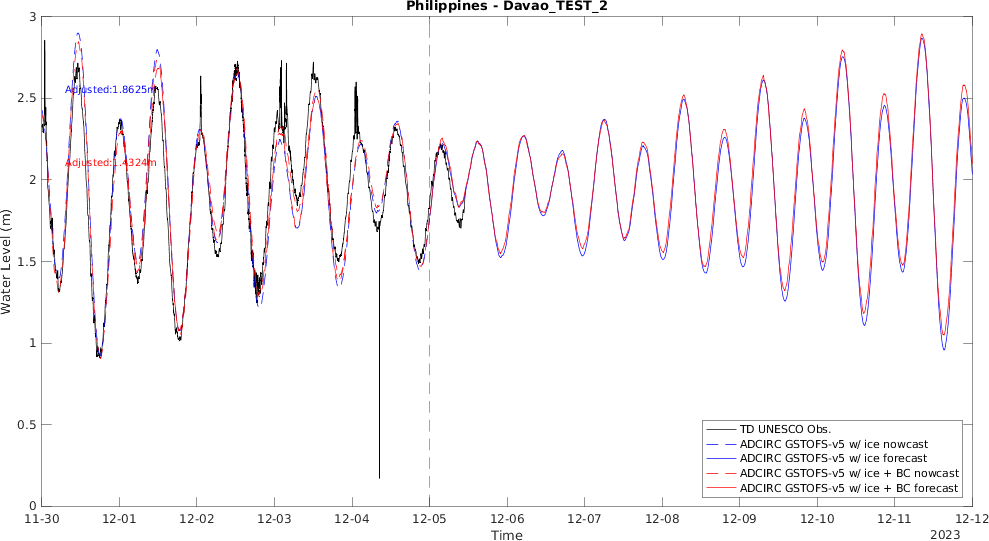 Philippines - Davao_TEST_2
3
2.5
2
1.5
1
0.5
0
Water Level (m)
Adjusted:1.8625m
Adjusted:1.4324m
TD UNESCO Obs.
ADCIRC GSTOFS-v5 w/ ice nowcast
ADCIRC GSTOFS-v5 w/ ice forecast
ADCIRC GSTOFS-v5 w/ ice + BC nowcast
ADCIRC GSTOFS-v5 w/ ice + BC forecast
11-30 12-01 12-02 12-03 12-04 12-05 12-06 12-07 12-08 12-09 12-10 12-11 12-12
Time
2023